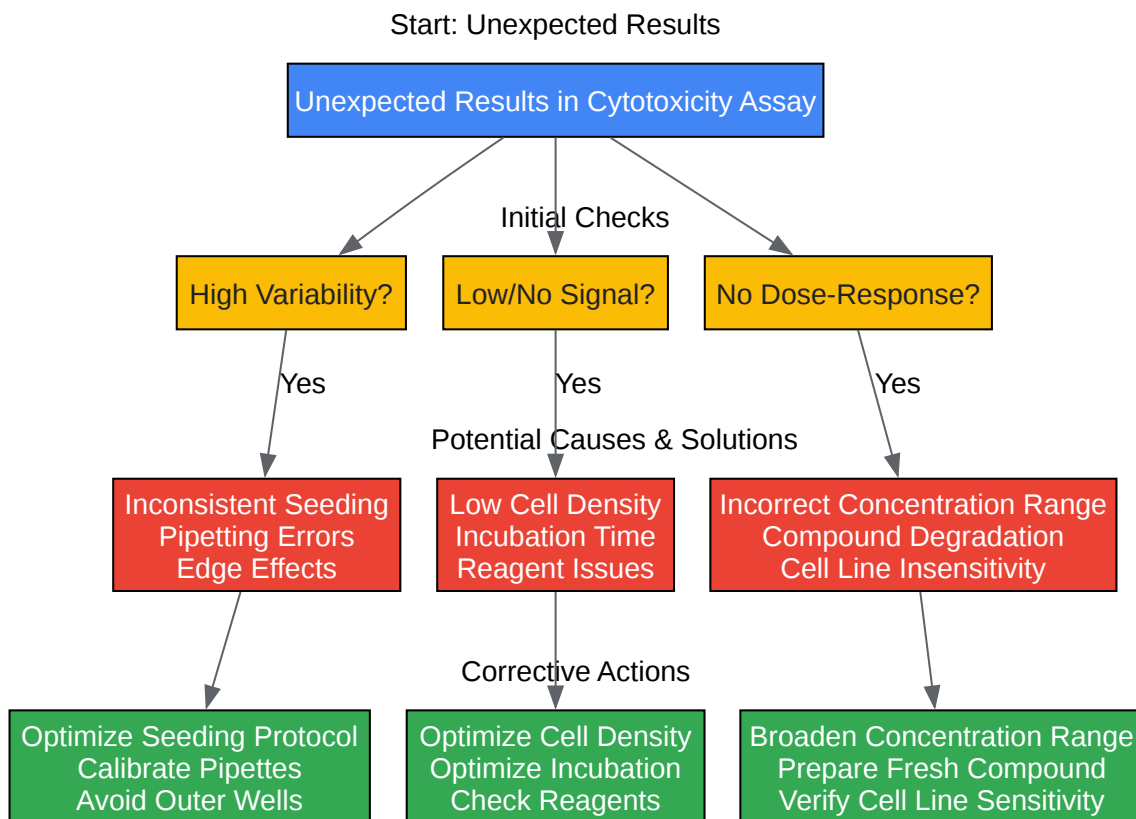 Start: Unexpected Results
Unexpected Results in Cytotoxicity Assay
Initial Checks
High Variability?
Low/No Signal?
No Dose-Response?
Yes
Yes
Yes
Potential Causes & Solutions
Inconsistent Seeding
Pipetting Errors
Edge Effects
Low Cell Density
Incubation Time
Reagent Issues
Incorrect Concentration Range
Compound Degradation
Cell Line Insensitivity
Corrective Actions
Optimize Seeding Protocol
Calibrate Pipettes
Avoid Outer Wells
Optimize Cell Density
Optimize Incubation
Check Reagents
Broaden Concentration Range
Prepare Fresh Compound
Verify Cell Line Sensitivity